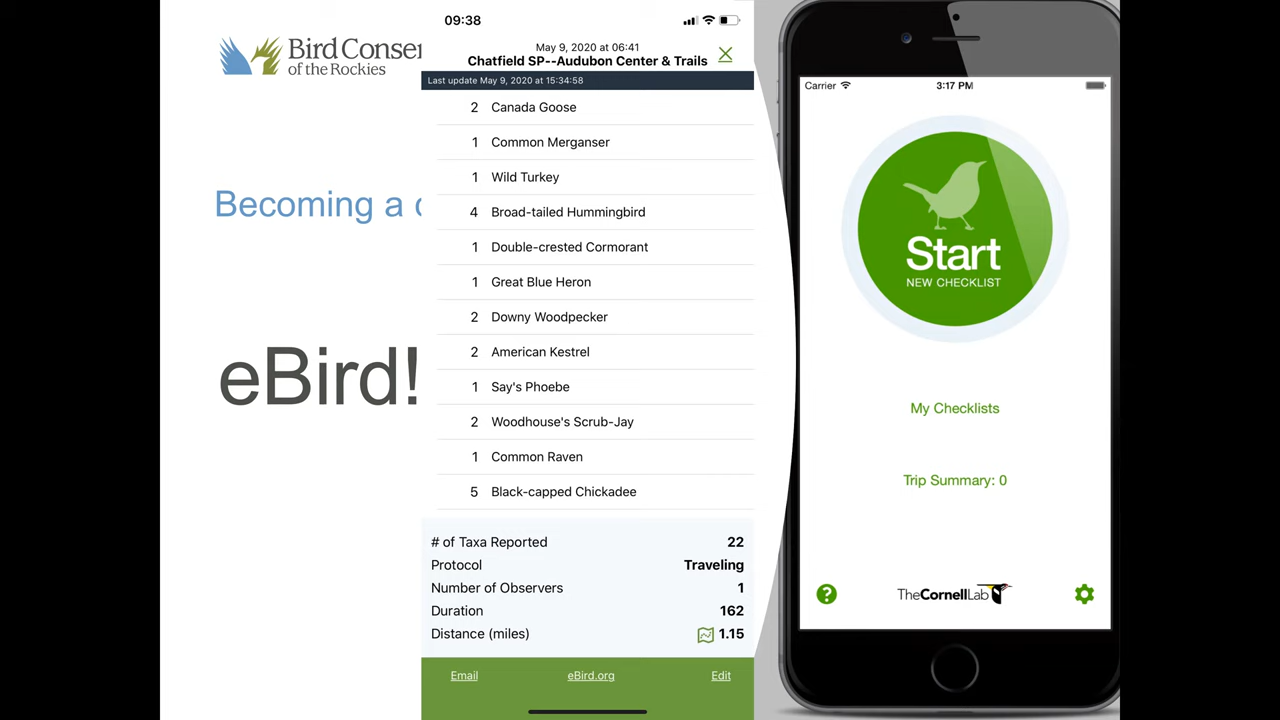 Bird Conser
of the Rockies
Becoming a c
eBird!
09:38
May 9, 2020 at 06:41
Chatfield SP--Audubon Center & Trails
Last update May 9, 2020 at 15:34:58
2 Canada Goose
1 Common Merganser
1 Wild Turkey
4 Broad-tailed Hummingbird
1 Double-crested Cormorant
1 Great Blue Heron
2 Downy Woodpecker
2 American Kestrel
1 Say's Phoebe
2 Woodhouse's Scrub-Jay
1 Common Raven
5 Black-capped Chickadee
# of Taxa Reported 22
Protocol Traveling
Number of Observers 1
Duration 162
Distance (miles) 1.15
Email eBird.org Edit
Carrier 3:17 PM
Start
NEW CHECKLIST
My Checklists
Trip Summary: 0
? TheCornellLab